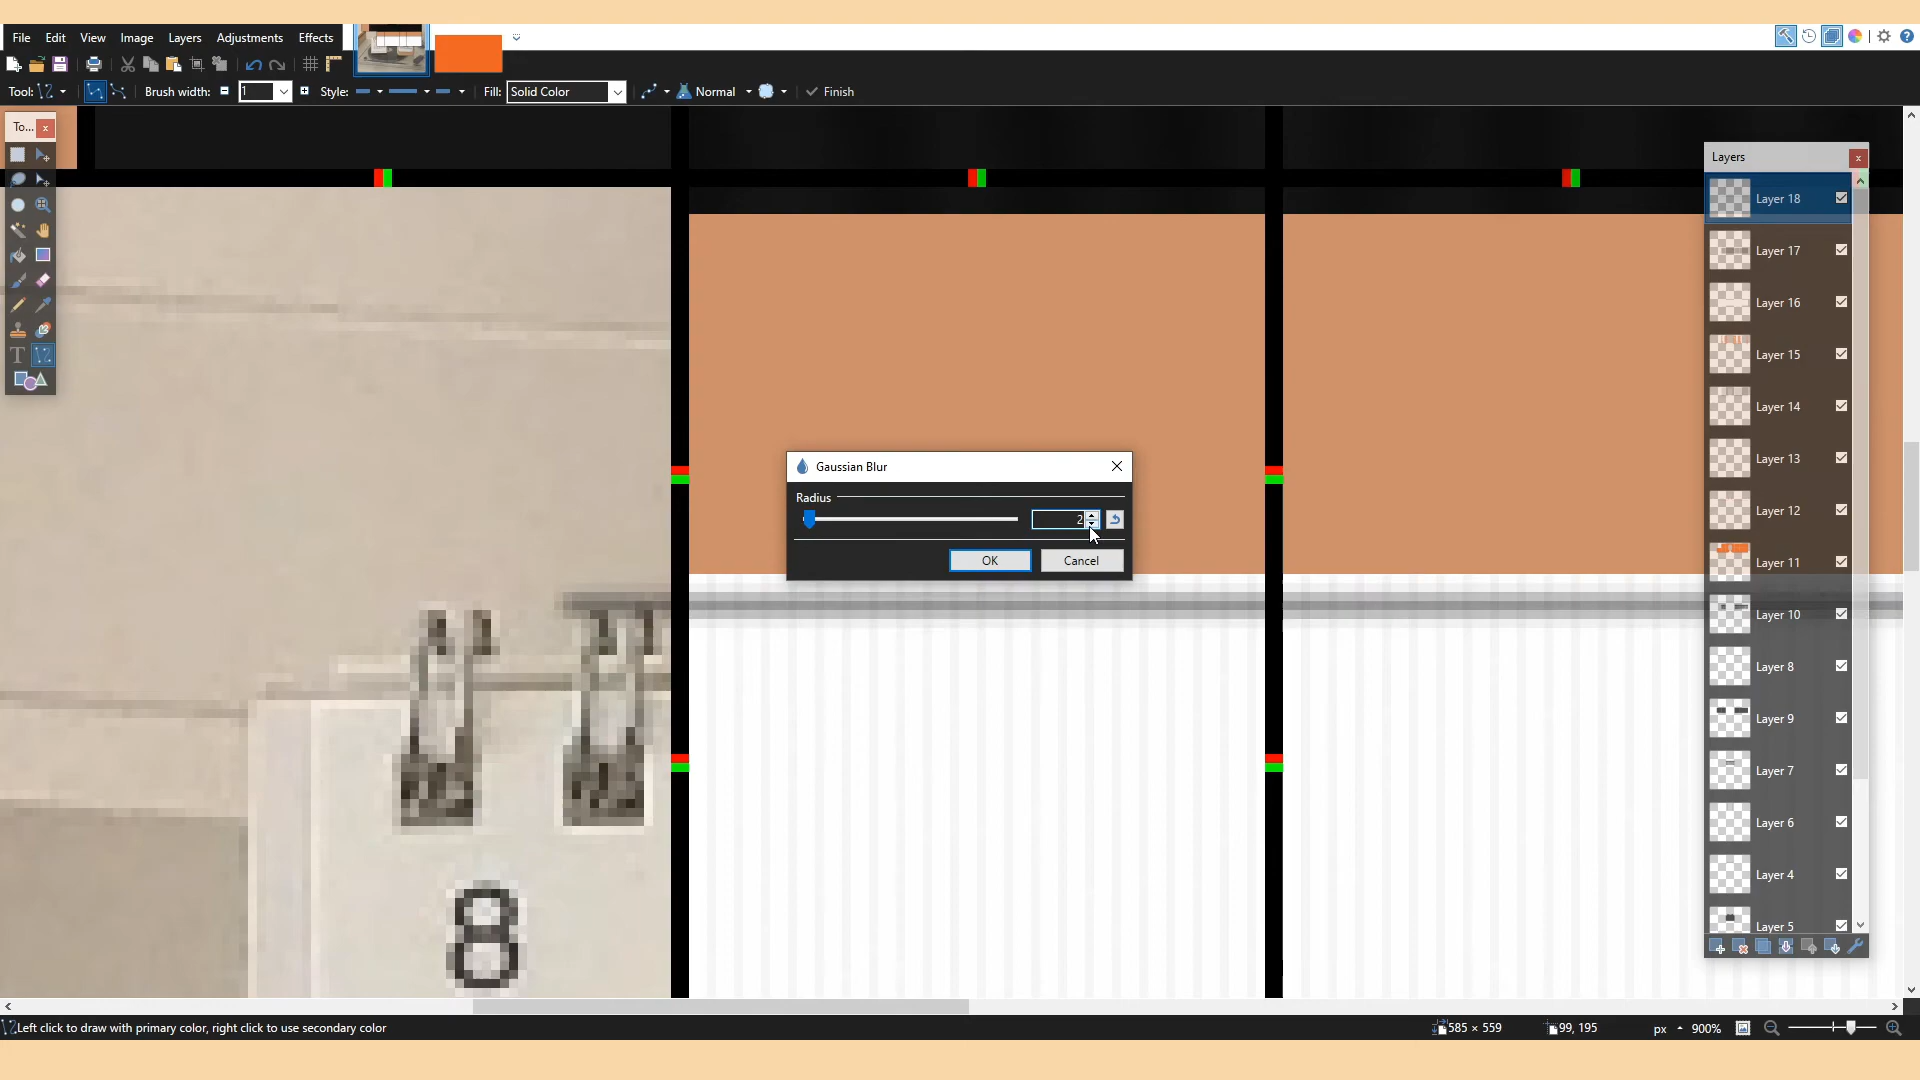 File Edit View Image Layers Adjustments Effects
Tool: Brush width: 1 Style: Fill: Solid Color Normal Finish
To...
Layers
Layer 18
Layer 17
Layer 16
Layer 15
Layer 14
Layer 13
Layer 12
Layer 11
Layer 10
Layer 8
Layer 9
Layer 7
Layer 6
Layer 4
Layer 5
Gaussian Blur
Radius
2
OK Cancel
8
Left click to draw with primary color, right click to use secondary color
585 × 559 99, 195 px 900%